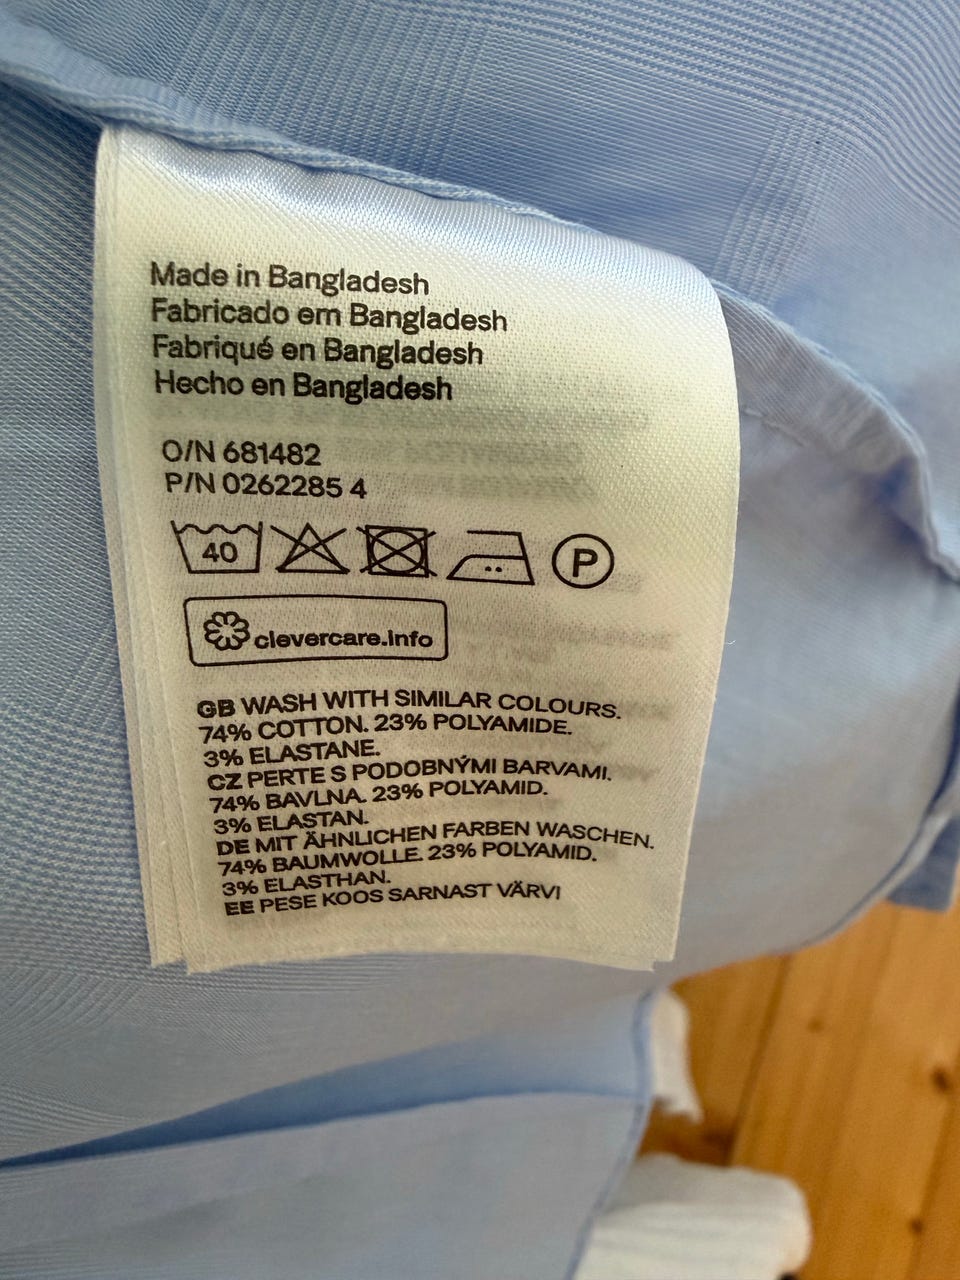 Made in Bangladesh
Fabricado em Bangladesh
Fabriqué en Bangladesh
Hecho en Bangladesh
O/N 681482
P/N 0262285 4
40 P
clevercare.info
GB WASH WITH SIMILAR COLOURS.
74% COTTON. 23% POLYAMIDE.
3% ELASTANE.
CZ PERTE S PODOBNÝMI BARVAMI.
74% BAVLNA. 23% POLYAMID.
3% ELASTAN.
DE MIT ÄHNLICHEN FARBEN WASCHEN.
74% BAUMWOLLE. 23% POLYAMID.
3% ELASTHAN.
EE PESE KOOS SARNAST VÄRVI